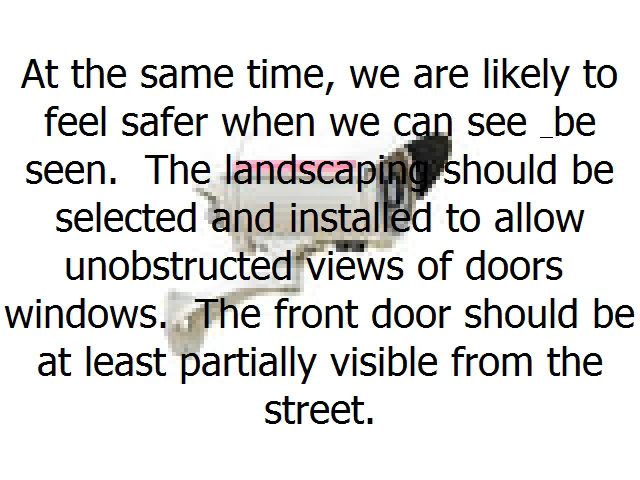 At the same time, we are likely to
feel safer when we can see _be
seen.  The landscaping should be
selected and installed to allow
unobstructed views of doors
windows.  The front door should be
at least partially visible from the
street.